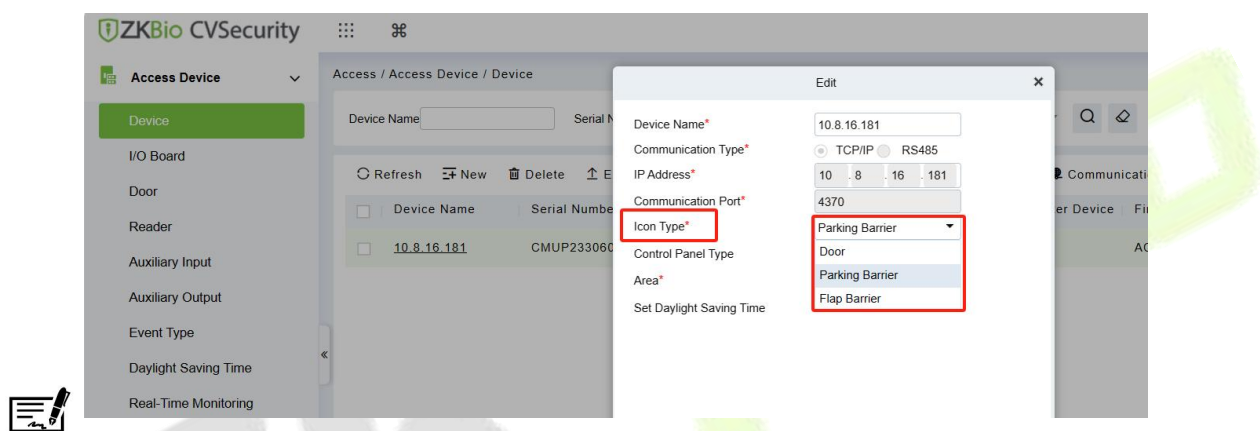 ZKBio CVSecurity
Access Device
Access / Access Device / Device
Edit
Device
Device Name
Serial N
Device Name*
10.8.16.181
Communication Type*
TCP/IP
RS485
I/O Board
Refresh
New
Delete
E
IP Address*
10 . 8 . 16 . 181
Communicati
Door
Communication Port*
4370
Device Name
Serial Numbe
er Device
Fi
Reader
Icon Type*
Parking Barrier
10.8.16.181
CMUP233060
Control Panel Type
Door
AC
Auxiliary Input
Area*
Parking Barrier
Auxiliary Output
Set Daylight Saving Time
Flap Barrier
Event Type
Daylight Saving Time
Real-Time Monitoring